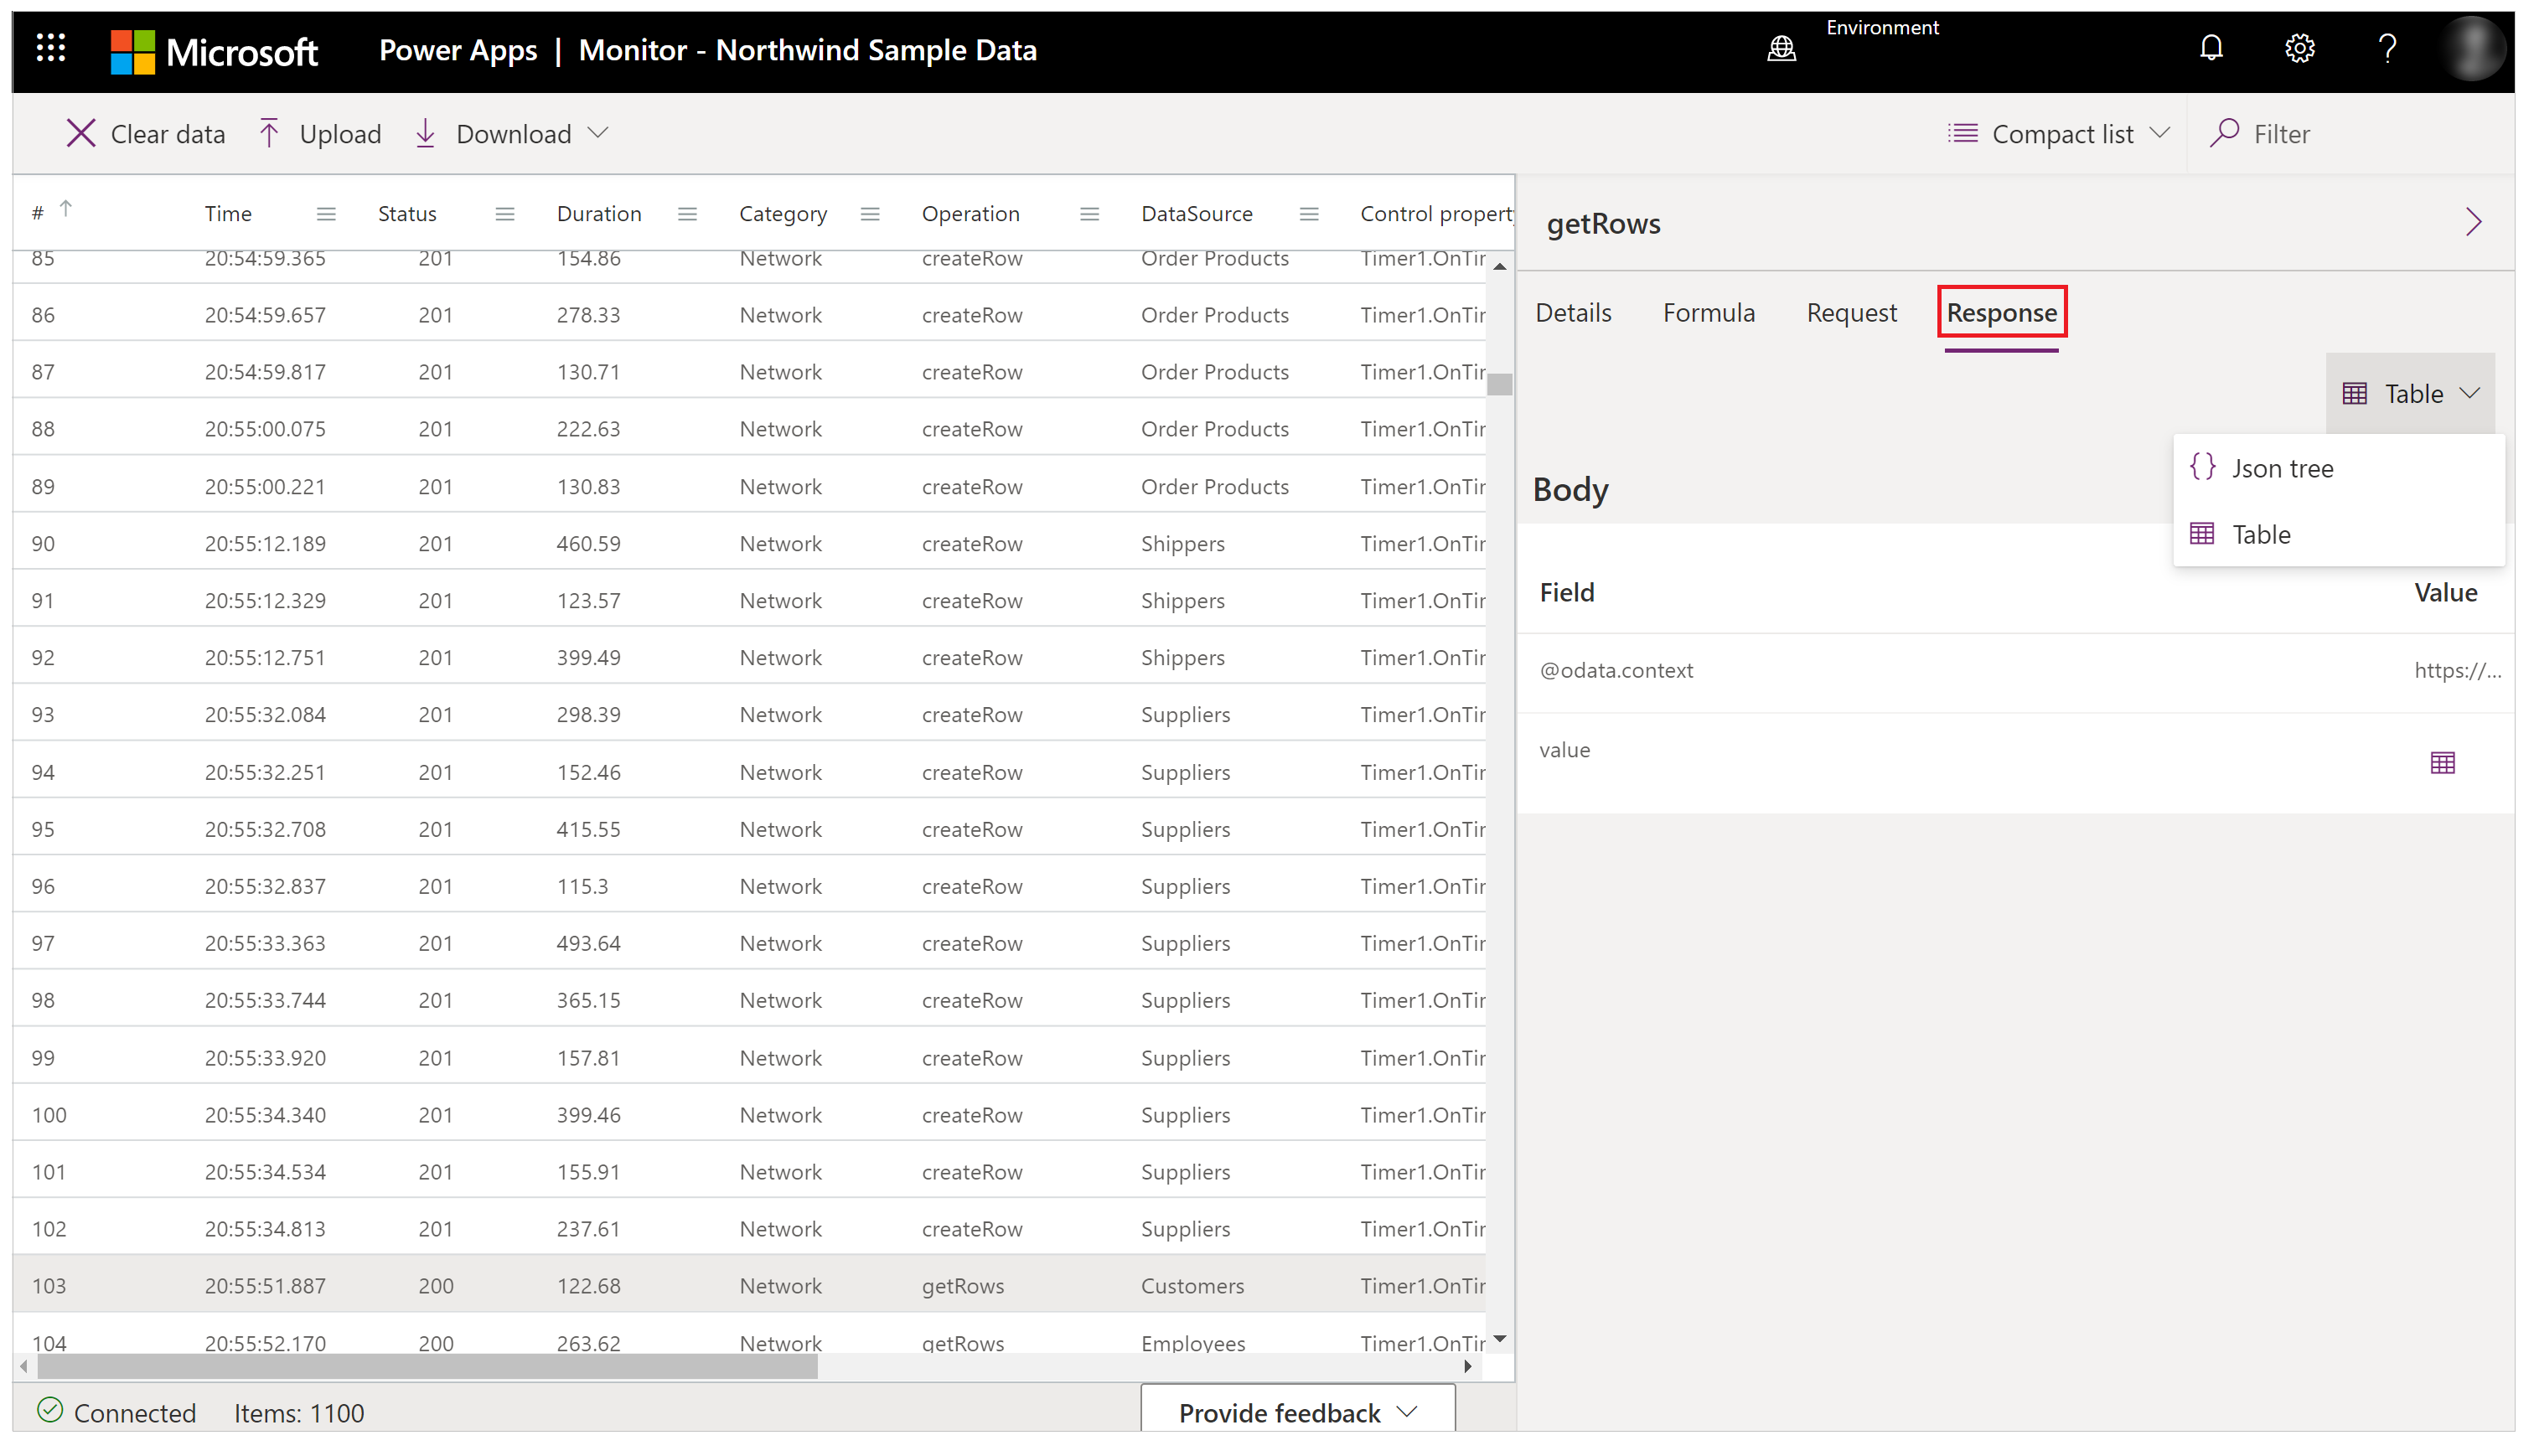 Microsoft Power Apps | Monitor - Northwind Sample Data Environment ?
Clear data Upload Download Compact list Filter
# Time Status Duration Category Operation DataSource Control property
85 20:54:59.365 201 154.86 Network createRow Order Products Timer1.OnTir
86 20:54:59.657 201 278.33 Network createRow Order Products Timer1.OnTir
87 20:54:59.817 201 130.71 Network createRow Order Products Timer1.OnTir
88 20:55:00.075 201 222.63 Network createRow Order Products Timer1.OnTir
89 20:55:00.221 201 130.83 Network createRow Order Products Timer1.OnTir
90 20:55:12.189 201 460.59 Network createRow Shippers Timer1.OnTir
91 20:55:12.329 201 123.57 Network createRow Shippers Timer1.OnTir
92 20:55:12.751 201 399.49 Network createRow Shippers Timer1.OnTir
93 20:55:32.084 201 298.39 Network createRow Suppliers Timer1.OnTir
94 20:55:32.251 201 152.46 Network createRow Suppliers Timer1.OnTir
95 20:55:32.708 201 415.55 Network createRow Suppliers Timer1.OnTir
96 20:55:32.837 201 115.3 Network createRow Suppliers Timer1.OnTir
97 20:55:33.363 201 493.64 Network createRow Suppliers Timer1.OnTir
98 20:55:33.744 201 365.15 Network createRow Suppliers Timer1.OnTir
99 20:55:33.920 201 157.81 Network createRow Suppliers Timer1.OnTir
100 20:55:34.340 201 399.46 Network createRow Suppliers Timer1.OnTir
101 20:55:34.534 201 155.91 Network createRow Suppliers Timer1.OnTir
102 20:55:34.813 201 237.61 Network createRow Suppliers Timer1.OnTir
103 20:55:51.887 200 122.68 Network getRows Customers Timer1.OnTir
104 20:55:52.170 200 263.62 Network getRows Employees Timer1.OnTir
Connected Items: 1100 Provide feedback
getRows
Details Formula Request Response
Table
{} Json tree
Table
Body
Field Value
@odata.context https://...
value